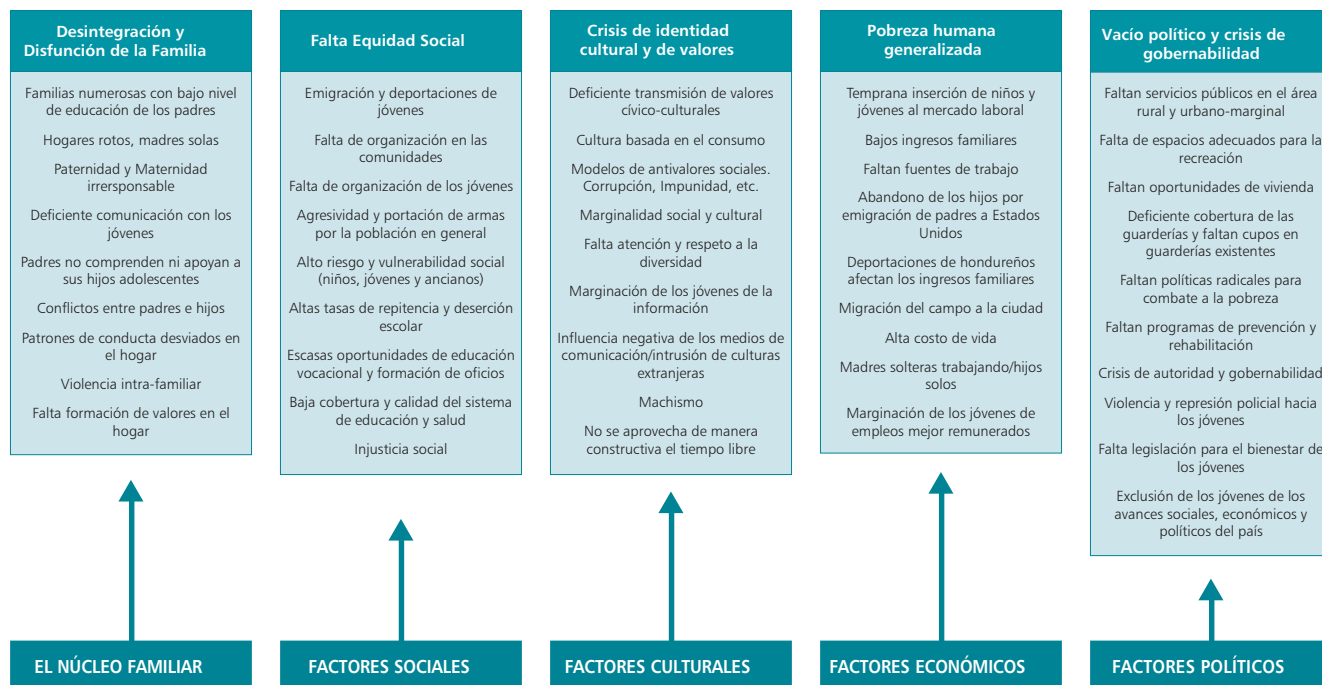 Desintegración y
Disfunción de la Familia
Familias numerosas con bajo nivel
de educación de los padres
Hogares rotos, madres solas
Paternidad y Maternidad
irrersponsable
Deficiente comunicación con los
jóvenes
Padres no comprenden ni apoyan a
sus hijos adolescentes
Conflictos entre padres e hijos
Patrones de conducta desviados en
el hogar
Violencia intra-familiar
Falta formación de valores en el
hogar
EL NÚCLEO FAMILIAR
Falta Equidad Social
Emigración y deportaciones de
jóvenes
Falta de organización en las
comunidades
Falta de organización de los jóvenes
Agresividad y portación de armas
por la población en general
Alto riesgo y vulnerabilidad social
(niños, jóvenes y ancianos)
Altas tasas de repitencia y deserción
escolar
Escasas oportunidades de educación
vocacional y formación de oficios
Baja cobertura y calidad del sistema
de educación y salud
Injusticia social
FACTORES SOCIALES
Crisis de identidad
cultural y de valores
Deficiente transmisión de valores
cívico-culturales
Cultura basada en el consumo
Modelos de antivalores sociales.
Corrupción, Impunidad, etc.
Marginalidad social y cultural
Falta atención y respeto a la
diversidad
Marginación de los jóvenes de la
información
Influencia negativa de los medios de
comunicación/intrusión de culturas
extranjeras
Machismo
No se aprovecha de manera
constructiva el tiempo libre
FACTORES CULTURALES
Pobreza humana
generalizada
Temprana inserción de niños y
jóvenes al mercado laboral
Bajos ingresos familiares
Faltan fuentes de trabajo
Abandono de los hijos por
emigración de padres a Estados
Unidos
Deportaciones de hondureños
afectan los ingresos familiares
Migración del campo a la ciudad
Alta costo de vida
Madres solteras trabajando/hijos
solos
Marginación de los jóvenes de
empleos mejor remunerados
FACTORES ECONÓMICOS
Vacío político y crisis de
gobernabilidad
Faltan servicios públicos en el área
rural y urbano-marginal
Falta de espacios adecuados para la
recreación
Faltan oportunidades de vivienda
Deficiente cobertura de las
guarderías y faltan cupos en
guarderías existentes
Faltan políticas radicales para
combate a la pobreza
Faltan programas de prevención y
rehabilitación
Crisis de autoridad y gobernabilidad
Violencia y represión policial hacia
los jóvenes
Falta legislación para el bienestar de
los jóvenes
Exclusión de los jóvenes de los
avances sociales, económicos y
políticos del país
FACTORES POLÍTICOS